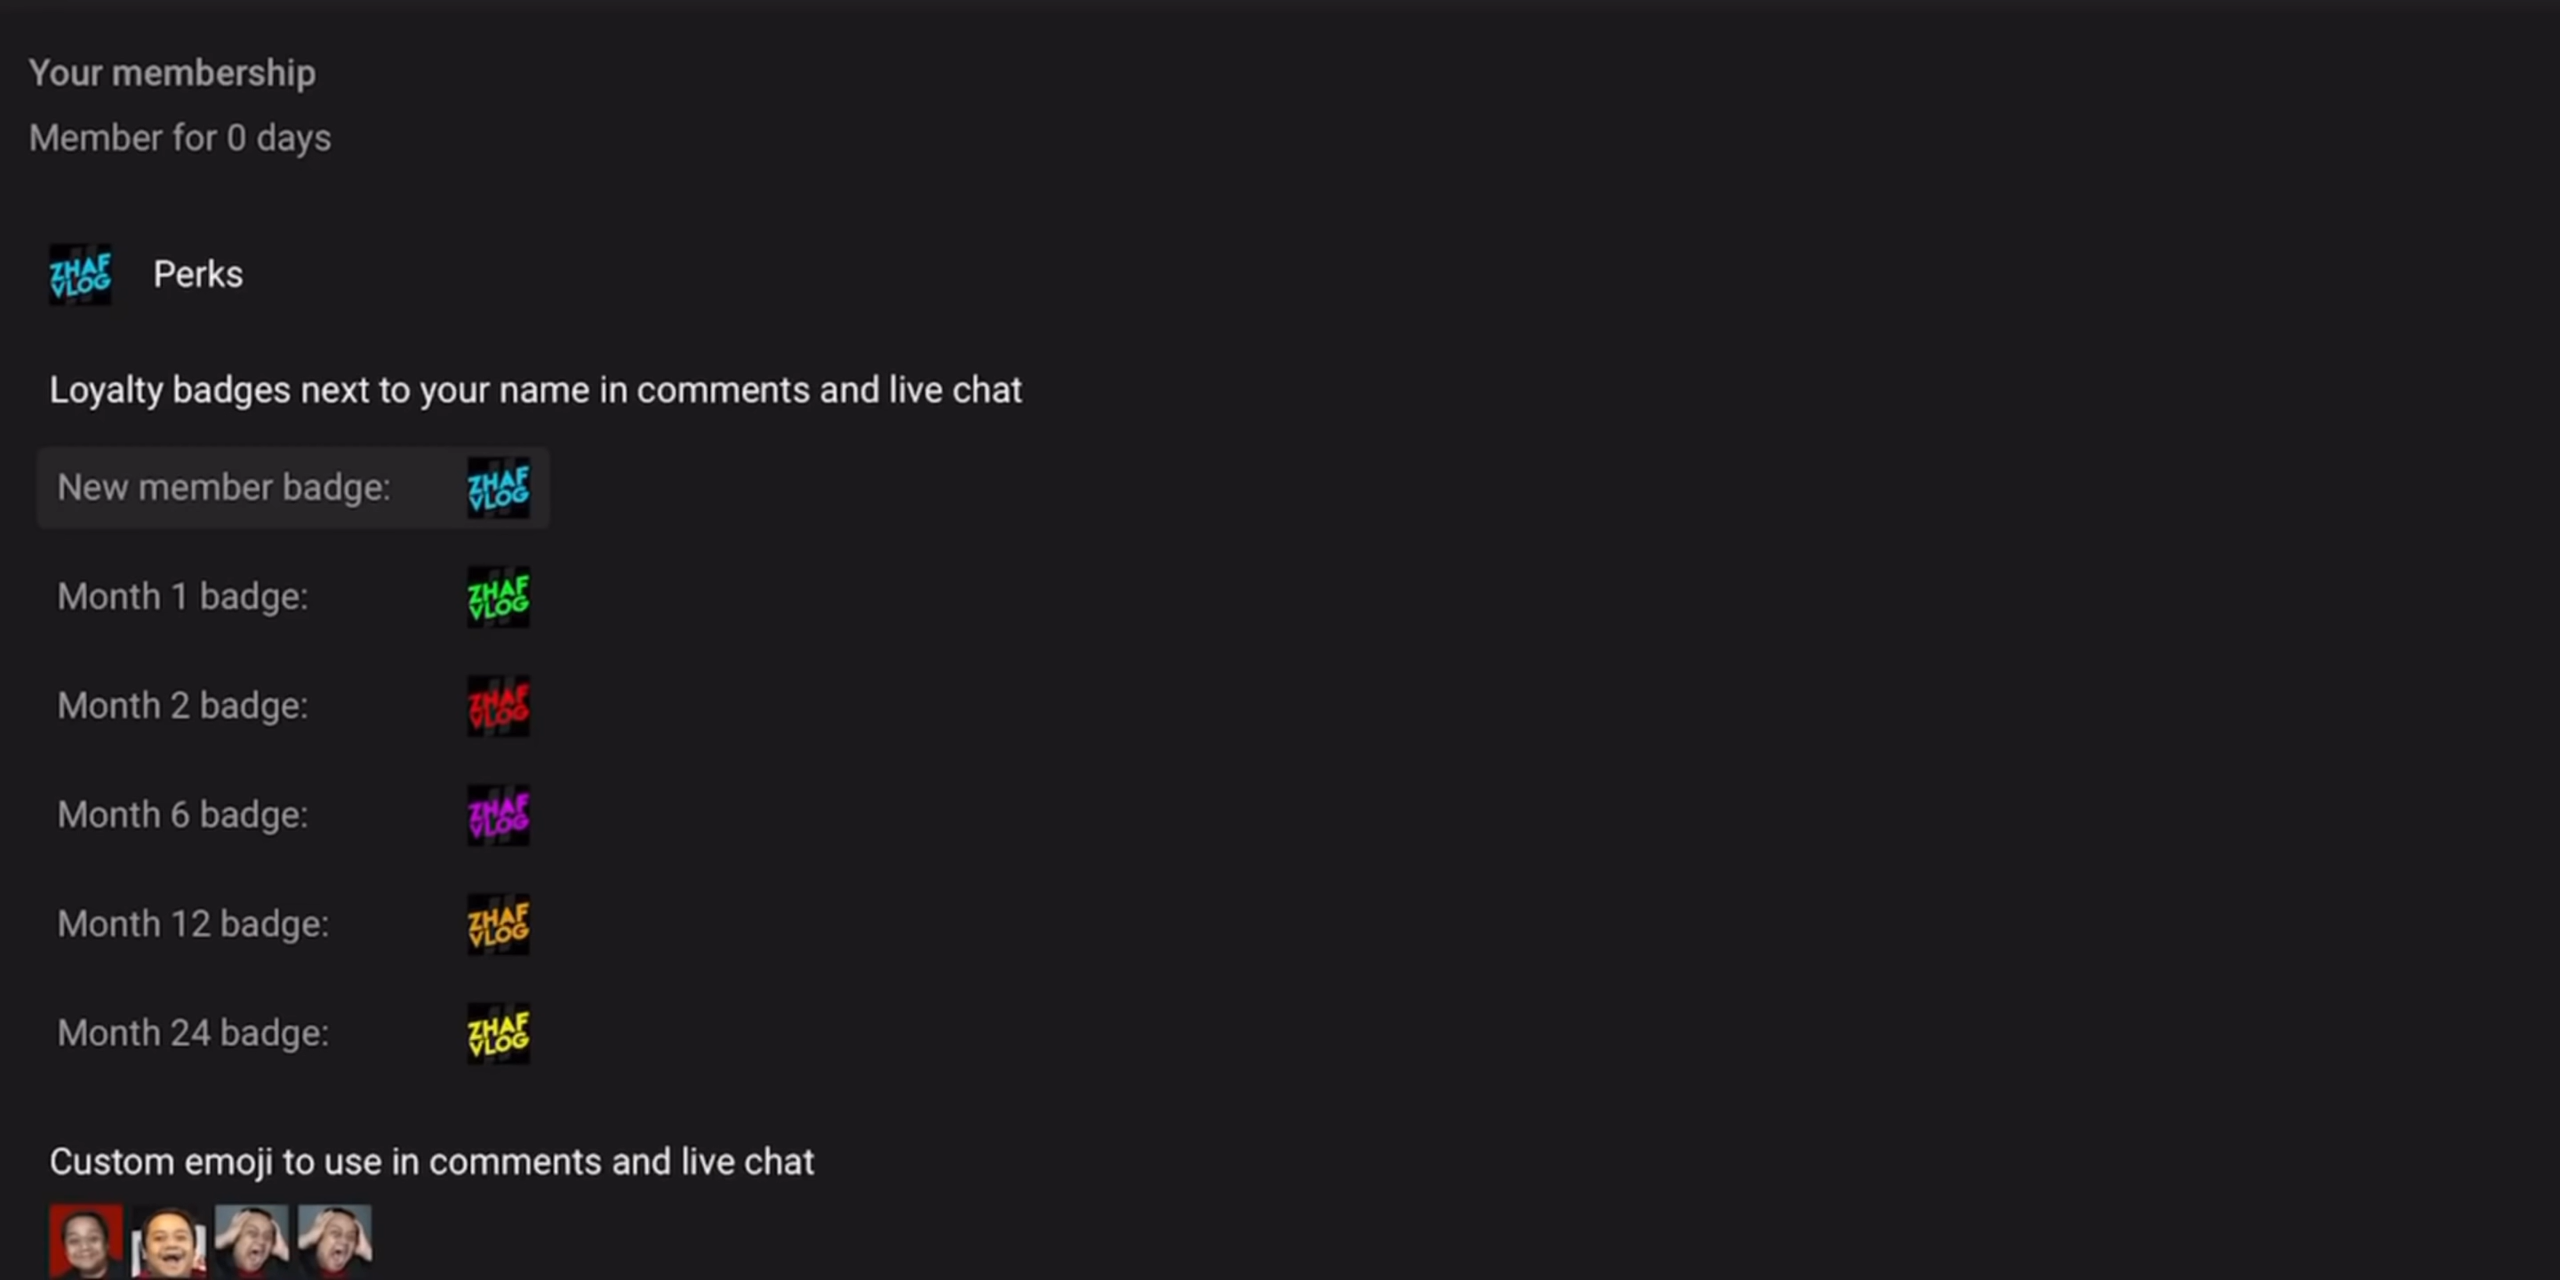 Your membership
Member for 0 days
ZHAF
VLOG
Perks
Loyalty badges next to your name in comments and live chat
New member badge:
ZHAF
VLOG
Month 1 badge:
ZHAF
VLOG
Month 2 badge:
ZHAF
VLOG
Month 6 badge:
ZHAF
VLOG
Month 12 badge:
ZHAF
VLOG
Month 24 badge:
ZHAF
VLOG
Custom emoji to use in comments and live chat